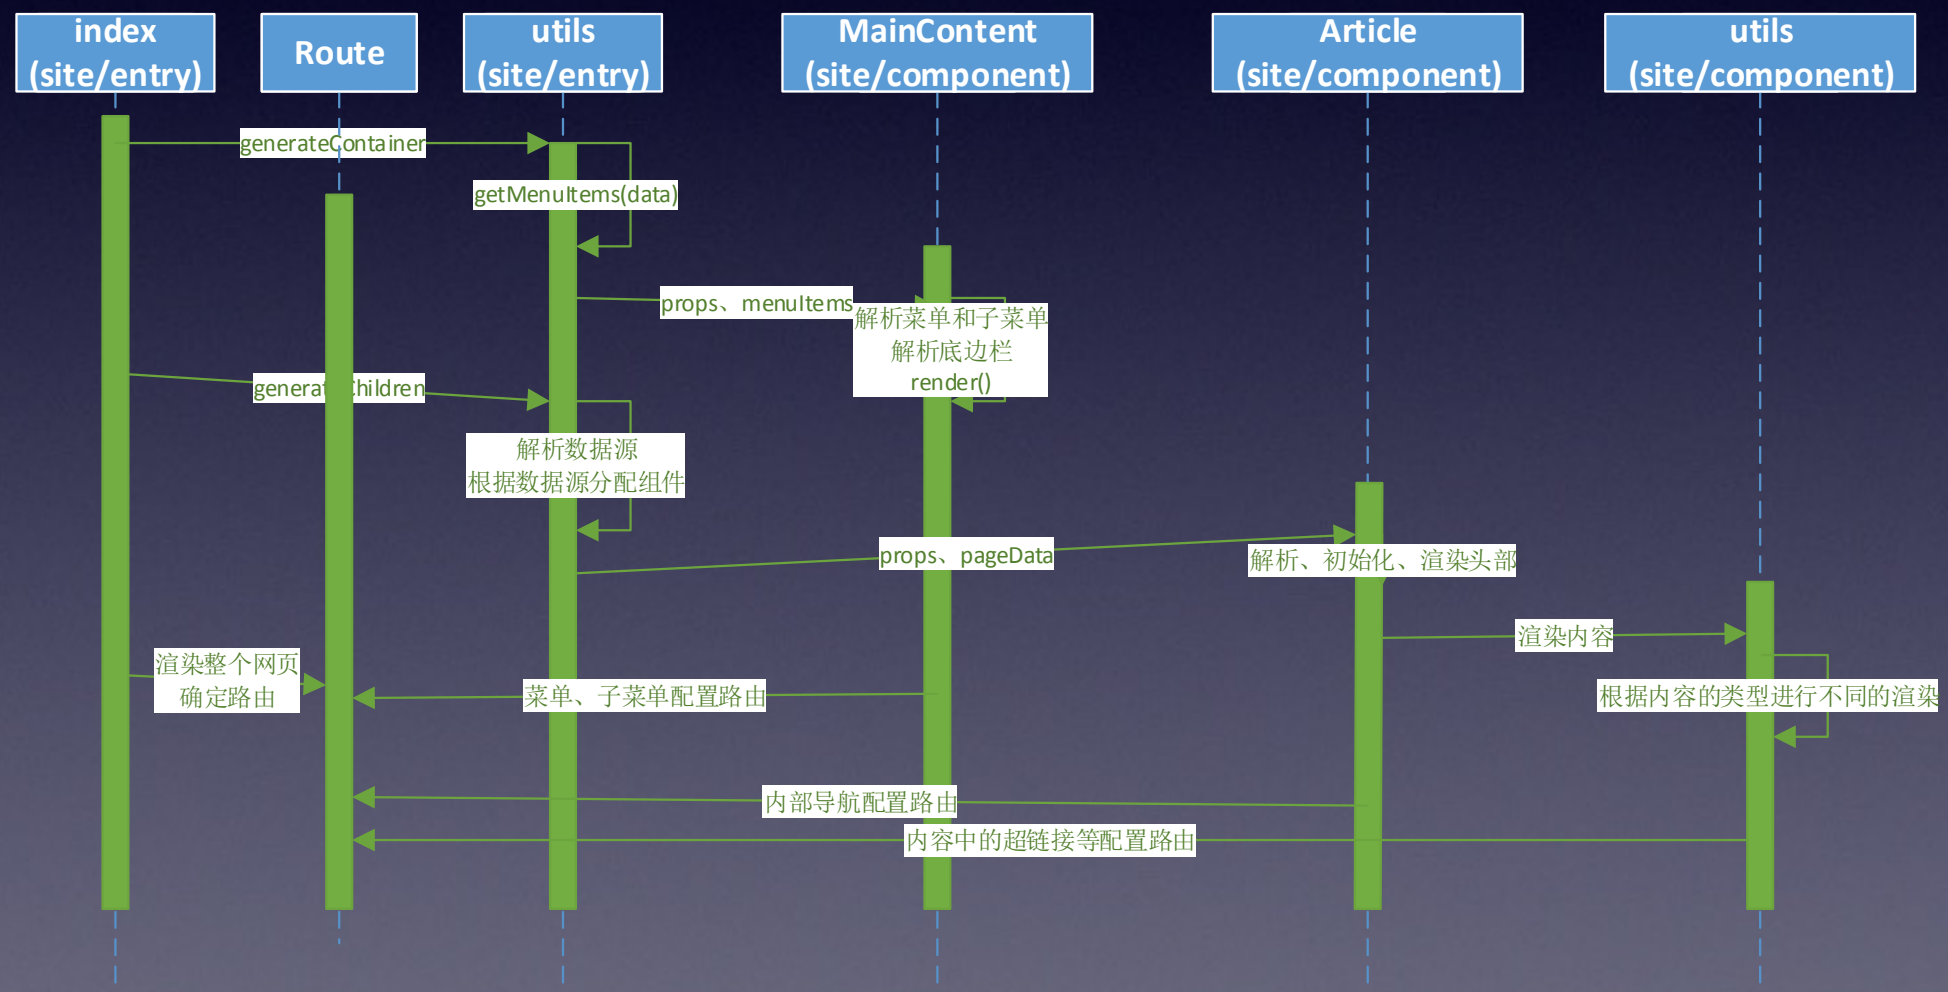 index
(site/entry)
Route
utils
(site/entry)
MainContent
(site/component)
Article
(site/component)
utils
(site/component)
generateContainer
getMenuItems(data)
props、menuItems
解析菜单和子菜单
解析底边栏
render()
generateChildren
解析数据源
根据数据源分配组件
props、pageData
解析、初始化、渲染头部
渲染内容
渲染整个网页
确定路由
菜单、子菜单配置路由
根据内容的类型进行不同的渲染
内部导航配置路由
内容中的超链接等配置路由